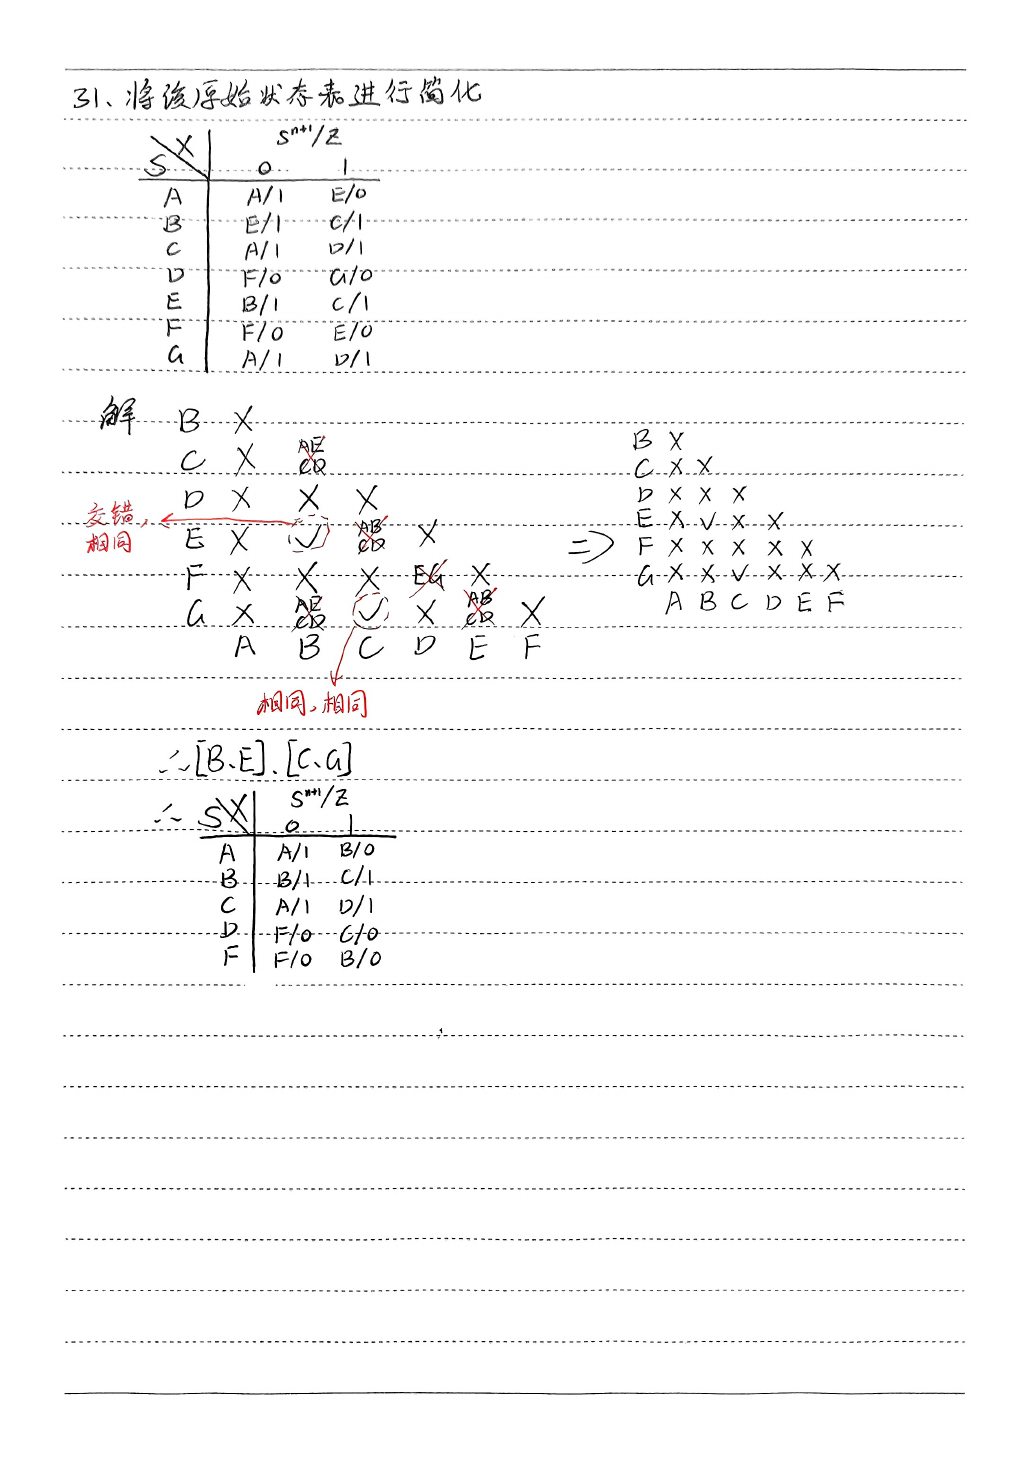 31、将该原始状态表进行简化
S X Sⁿ⁺¹/Z
0 1
A A/1 E/0
B E/1 C/1
C A/1 D/1
D F/0 G/0
E B/1 C/1
F F/0 E/0
G A/1 D/1
解
B X
C X AE CD
D X X X
E X ✓ AB CD X
F X X X EG X
G X AE CD ✓ X AB CD X
A B C D E F
交错,
相同
相同,相同
⇒
B X
C X X
D X X X
E X ✓ X X
F X X X X X
G X X ✓ X X X
A B C D E F
∴[B、E]、[C、G]
∴ S X Sⁿ⁺¹/Z
0 1
A A/1 B/0
B B/1 C/1
C A/1 D/1
D F/0 C/0
F F/0 B/0